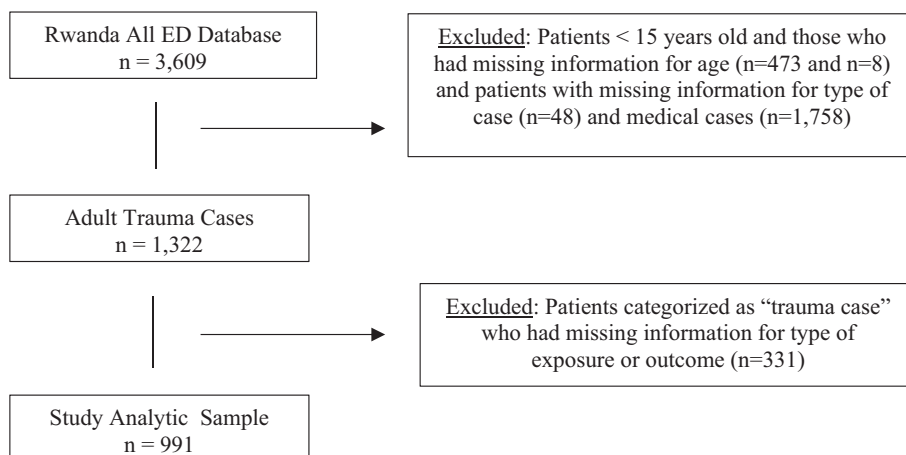 Rwanda All ED Database
n = 3,609
Excluded: Patients < 15 years old and those who
had missing information for age (n=473 and n=8)
and patients with missing information for type of
case (n=48) and medical cases (n=1,758)
Adult Trauma Cases
n = 1,322
Excluded: Patients categorized as “trauma case”
who had missing information for type of
exposure or outcome (n=331)
Study Analytic Sample
n = 991